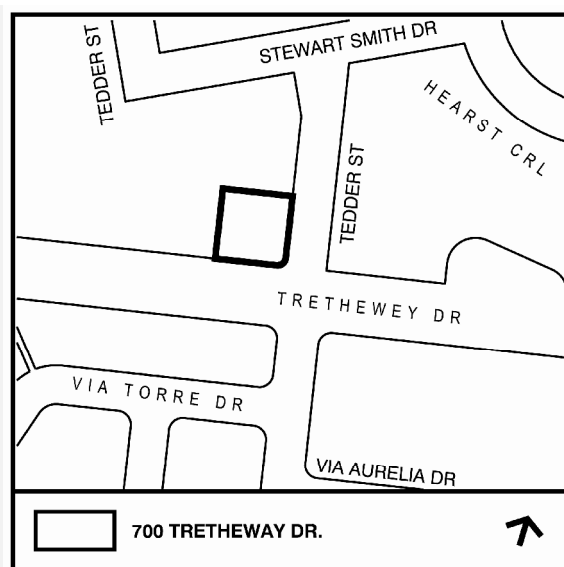 TEDDER ST
STEWART SMITH DR
HEARST CRL
TEDDER ST
TRETHEWEY DR
VIA TORRE DR
VIA AURELIA DR
700 TRETHEWAY DR.